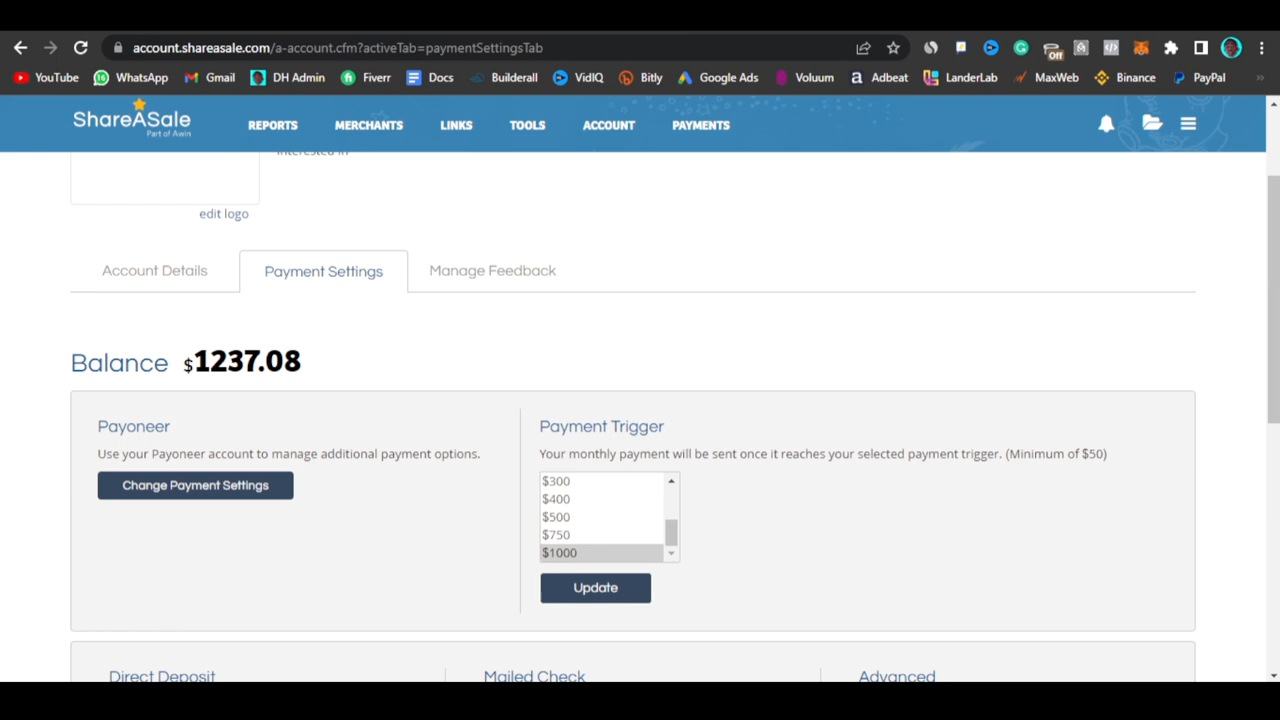 account.shareasale.com/a-account.cfm?activeTab=paymentSettingsTab
Off
YouTube WhatsApp Gmail DH Admin Fiverr Docs Builderall VidIQ Bitly Google Ads Voluum Adbeat LanderLab MaxWeb Binance PayPal
ShareASale
Part of Awin
REPORTS MERCHANTS LINKS TOOLS ACCOUNT PAYMENTS
interested in
edit logo
Account Details Payment Settings Manage Feedback
Balance $1237.08
Payoneer
Use your Payoneer account to manage additional payment options.
Change Payment Settings
Payment Trigger
Your monthly payment will be sent once it reaches your selected payment trigger. (Minimum of $50)
$300
$400
$500
$750
$1000
Update
Direct Deposit Mailed Check Advanced